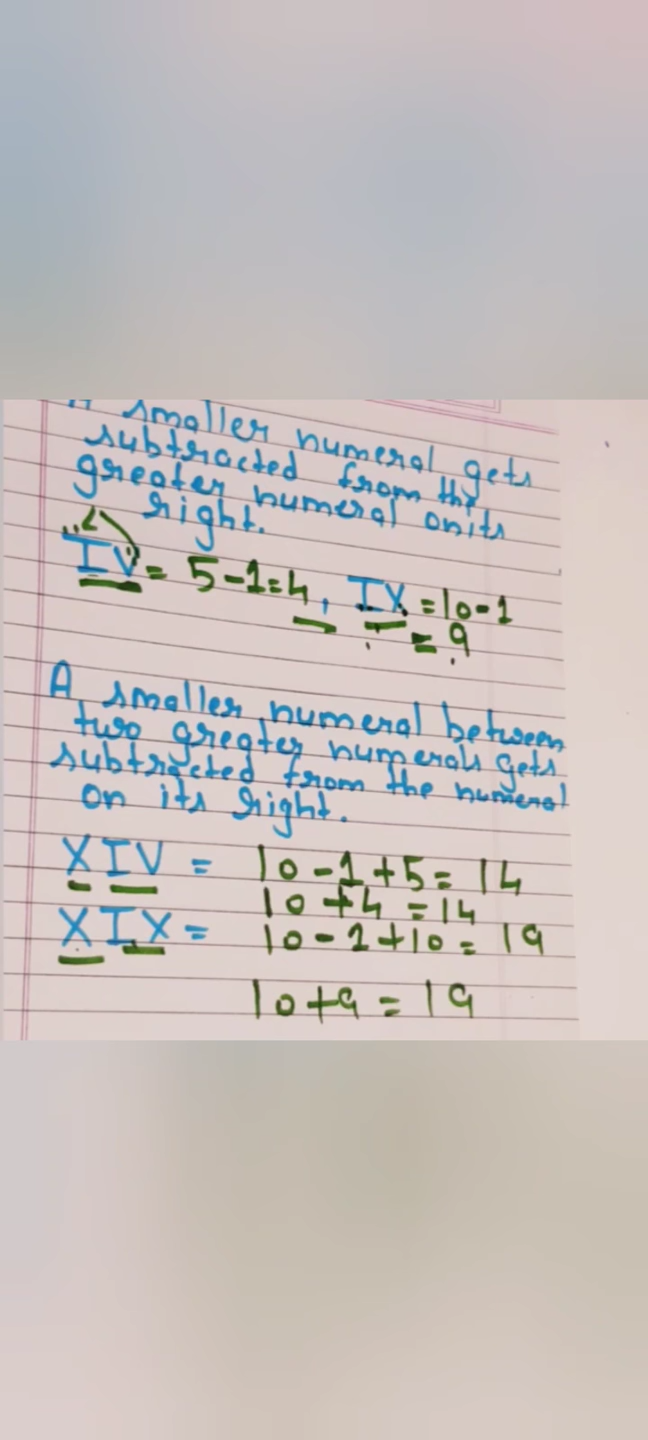 A smaller numeral gets
subtracted from the
greater numeral on its
right.
IV = 5-1=4, IX = 10-1
= 9
A smaller numeral between
two greater numerals gets
subtracted from the numeral
on its right.
XIV = 10-1+5= 14
10+4 =14
XIX = 10-1+10= 19
10+9 = 19